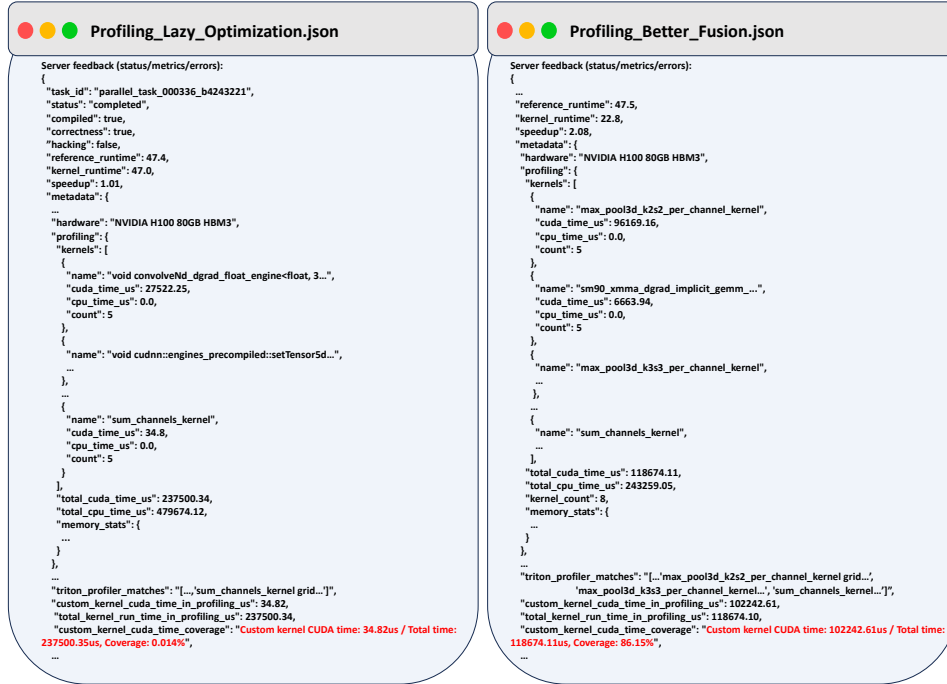 Profiling_Lazy_Optimization.json
Server feedback (status/metrics/errors):
{
"task_id": "parallel_task_000336_b4243221",
"status": "completed",
"compiled": true,
"correctness": true,
"hacking": false,
"reference_runtime": 47.4,
"kernel_runtime": 47.0,
"speedup": 1.01,
"metadata": {
...
"hardware": "NVIDIA H100 80GB HBM3",
"profiling": {
"kernels": [
{
"name": "void convolveNd_dgrad_float_engine<float, 3...",
"cuda_time_us": 27522.25,
"cpu_time_us": 0.0,
"count": 5
},
{
"name": "void cudnn::engines_precompiled::setTensor5d...",
...
},
...
{
"name": "sum_channels_kernel",
"cuda_time_us": 34.8,
"cpu_time_us": 0.0,
"count": 5
}
],
"total_cuda_time_us": 237500.34,
"total_cpu_time_us": 479674.12,
"memory_stats": {
...
}
},
...
"triton_profiler_matches": "[...,'sum_channels_kernel grid...']",
"custom_kernel_cuda_time_in_profiling_us": 34.82,
"total_kernel_run_time_in_profiling_us": 237500.34,
"custom_kernel_cuda_time_coverage": "Custom kernel CUDA time: 34.82us / Total time:
237500.35us, Coverage: 0.014%",
...
Profiling_Better_Fusion.json
Server feedback (status/metrics/errors):
{
...
"reference_runtime": 47.5,
"kernel_runtime": 22.8,
"speedup": 2.08,
"metadata": {
"hardware": "NVIDIA H100 80GB HBM3",
"profiling": {
"kernels": [
{
"name": "max_pool3d_k2s2_per_channel_kernel",
"cuda_time_us": 96169.16,
"cpu_time_us": 0.0,
"count": 5
},
{
"name": "sm90_xmma_dgrad_implicit_gemm_...",
"cuda_time_us": 6663.94,
"cpu_time_us": 0.0,
"count": 5
},
{
"name": "max_pool3d_k3s3_per_channel_kernel",
...
},
...
{
"name": "sum_channels_kernel",
...
],
"total_cuda_time_us": 118674.11,
"total_cpu_time_us": 243259.05,
"kernel_count": 8,
"memory_stats": {
...
}
},
...
"triton_profiler_matches": "[...'max_pool3d_k2s2_per_channel_kernel grid...',
'max_pool3d_k3s3_per_channel_kernel...', 'sum_channels_kernel...']",
"custom_kernel_cuda_time_in_profiling_us": 102242.61,
"total_kernel_run_time_in_profiling_us": 118674.10,
"custom_kernel_cuda_time_coverage": "Custom kernel CUDA time: 102242.61us / Total time:
118674.11us, Coverage: 86.15%",
...